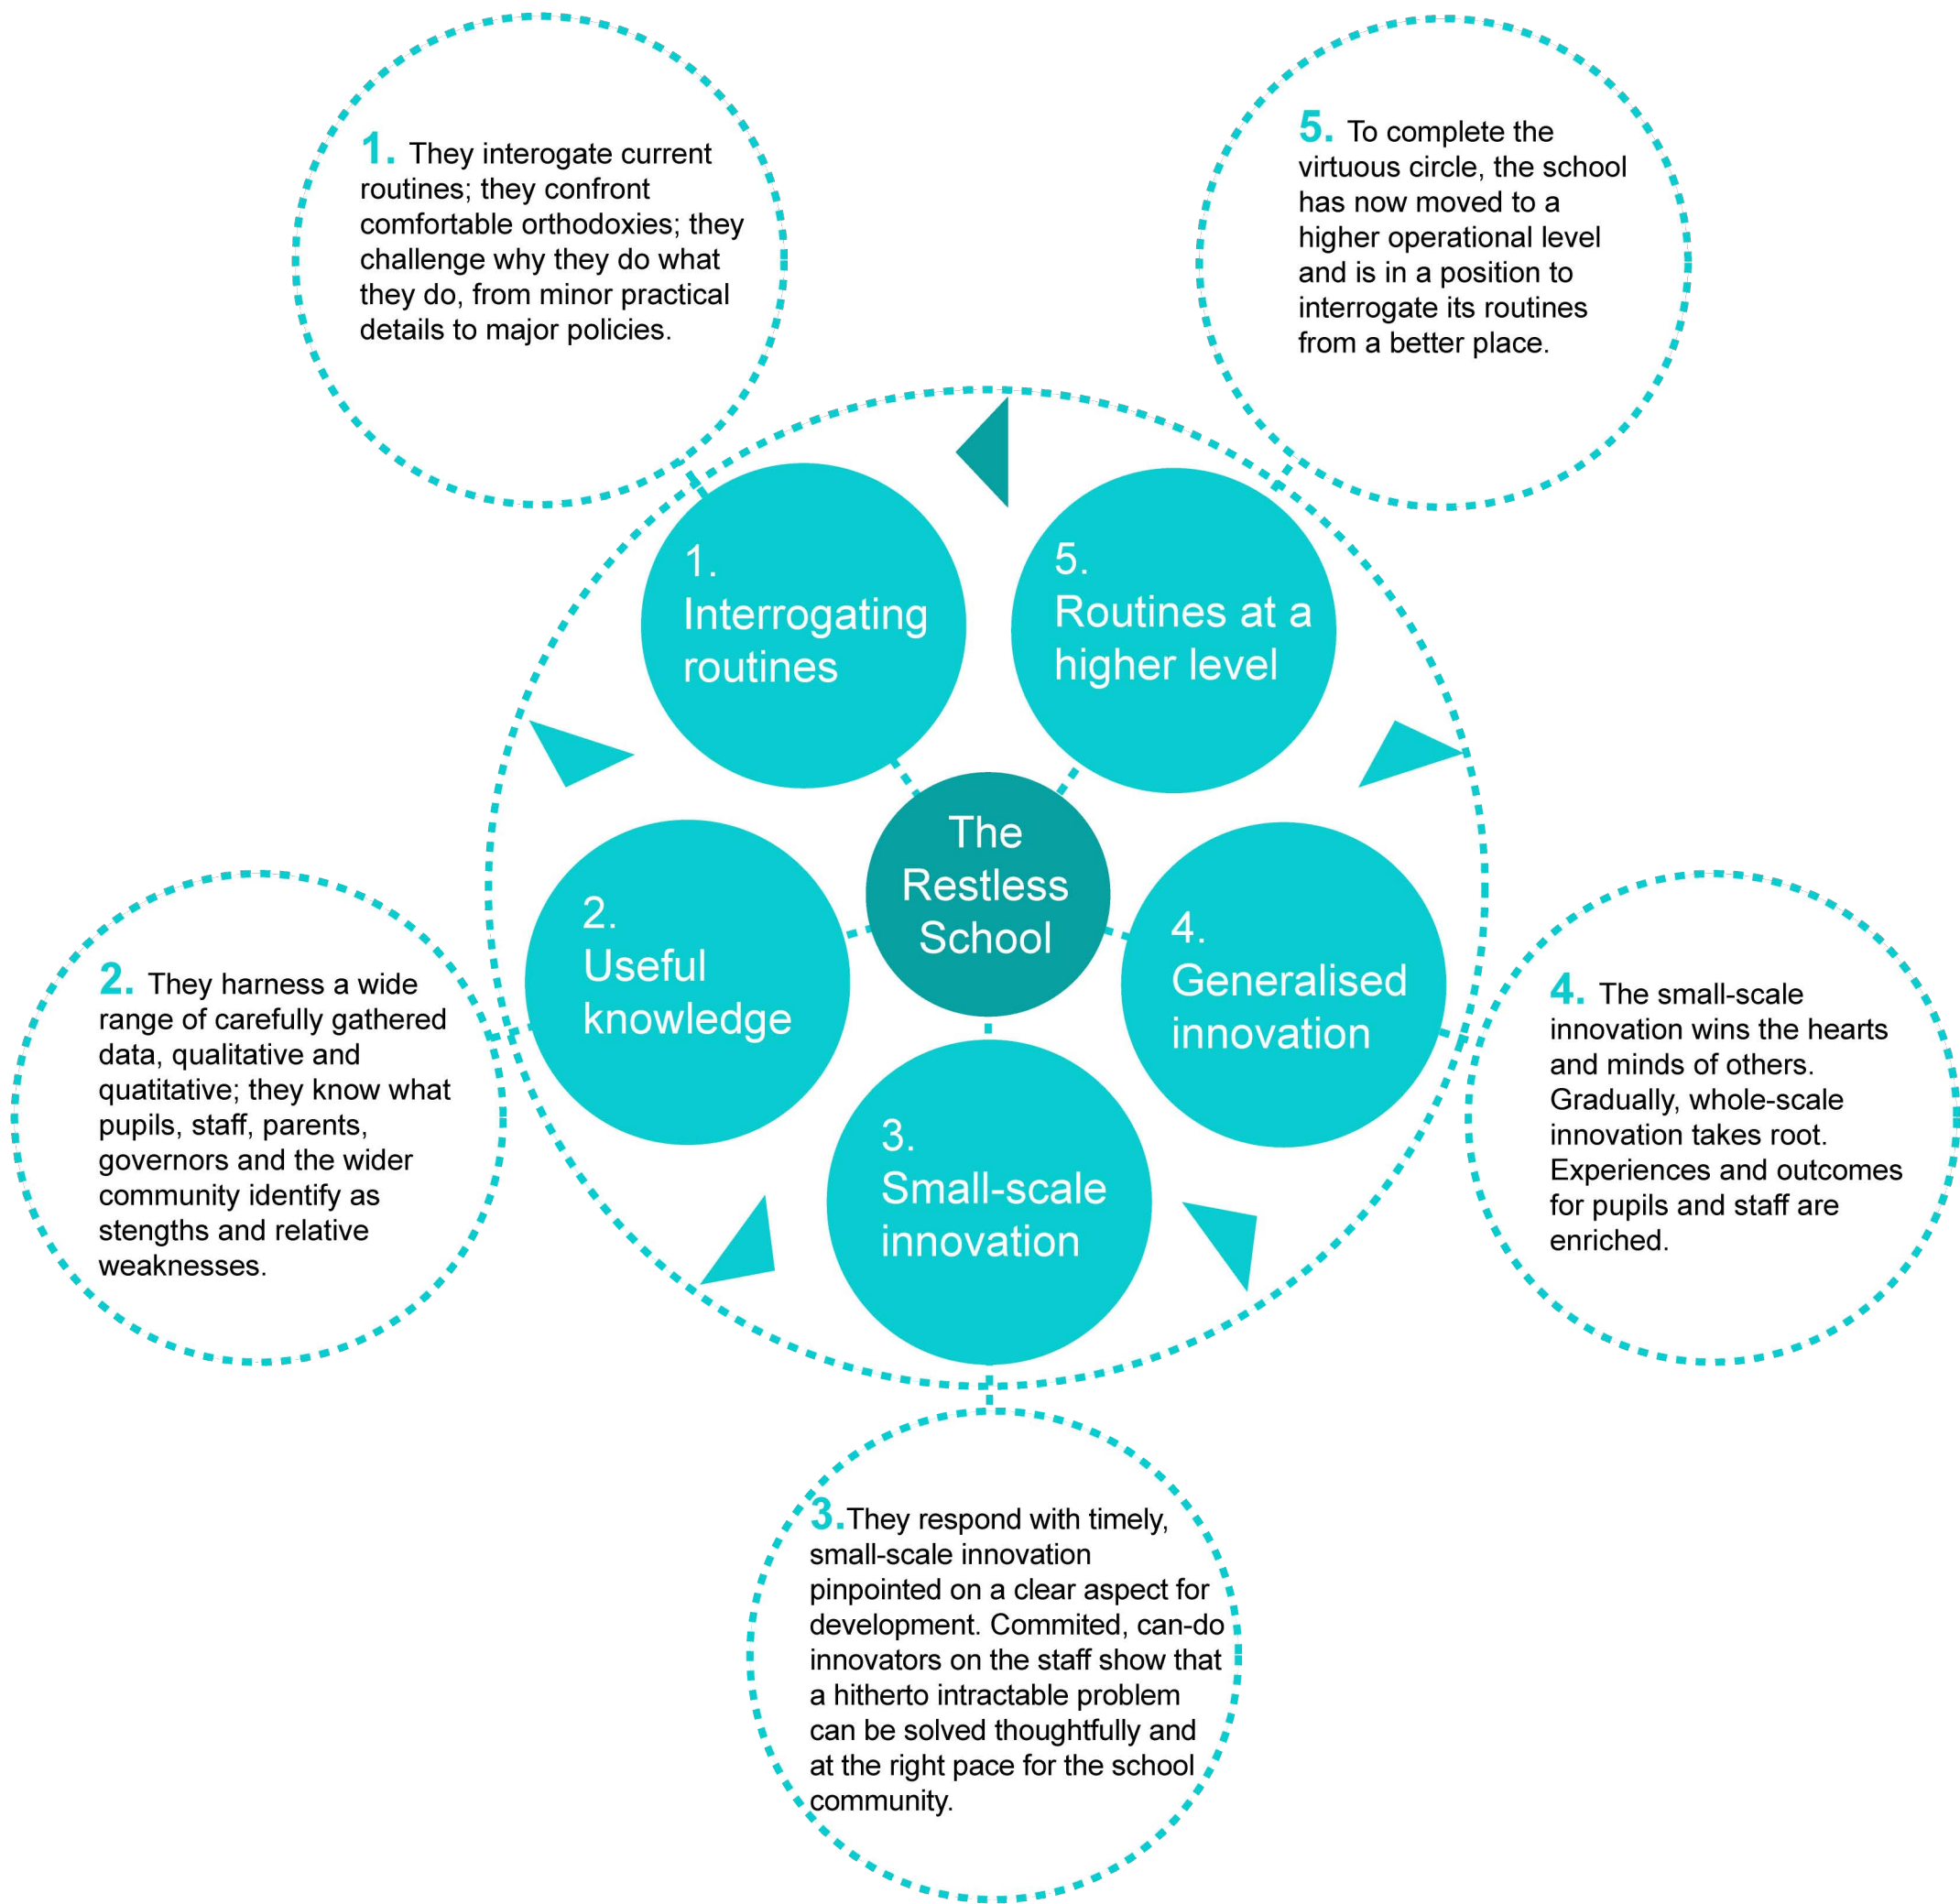 1. They interogate current
routines; they confront
comfortable orthodoxies; they
challenge why they do what
they do, from minor practical
details to major policies.
5. To complete the
virtuous circle, the school
has now moved to a
higher operational level
and is in a position to
interrogate its routines
from a better place.
1.
Interrogating
routines
5.
Routines at a
higher level
The
Restless
School
2.
Useful
knowledge
4.
Generalised
innovation
3.
Small-scale
innovation
2. They harness a wide
range of carefully gathered
data, qualitative and
quatitative; they know what
pupils, staff, parents,
governors and the wider
community identify as
stengths and relative
weaknesses.
4. The small-scale
innovation wins the hearts
and minds of others.
Gradually, whole-scale
innovation takes root.
Experiences and outcomes
for pupils and staff are
enriched.
3.They respond with timely,
small-scale innovation
pinpointed on a clear aspect for
development. Commited, can-do
innovators on the staff show that
a hitherto intractable problem
can be solved thoughtfully and
at the right pace for the school
community.